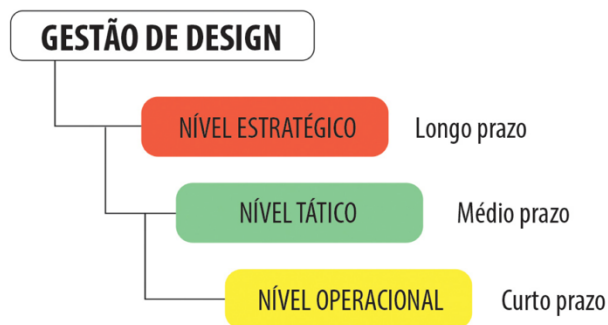 GESTÃO DE DESIGN
NÍVEL ESTRATÉGICO Longo prazo
NÍVEL TÁTICO Médio prazo
NÍVEL OPERACIONAL Curto prazo